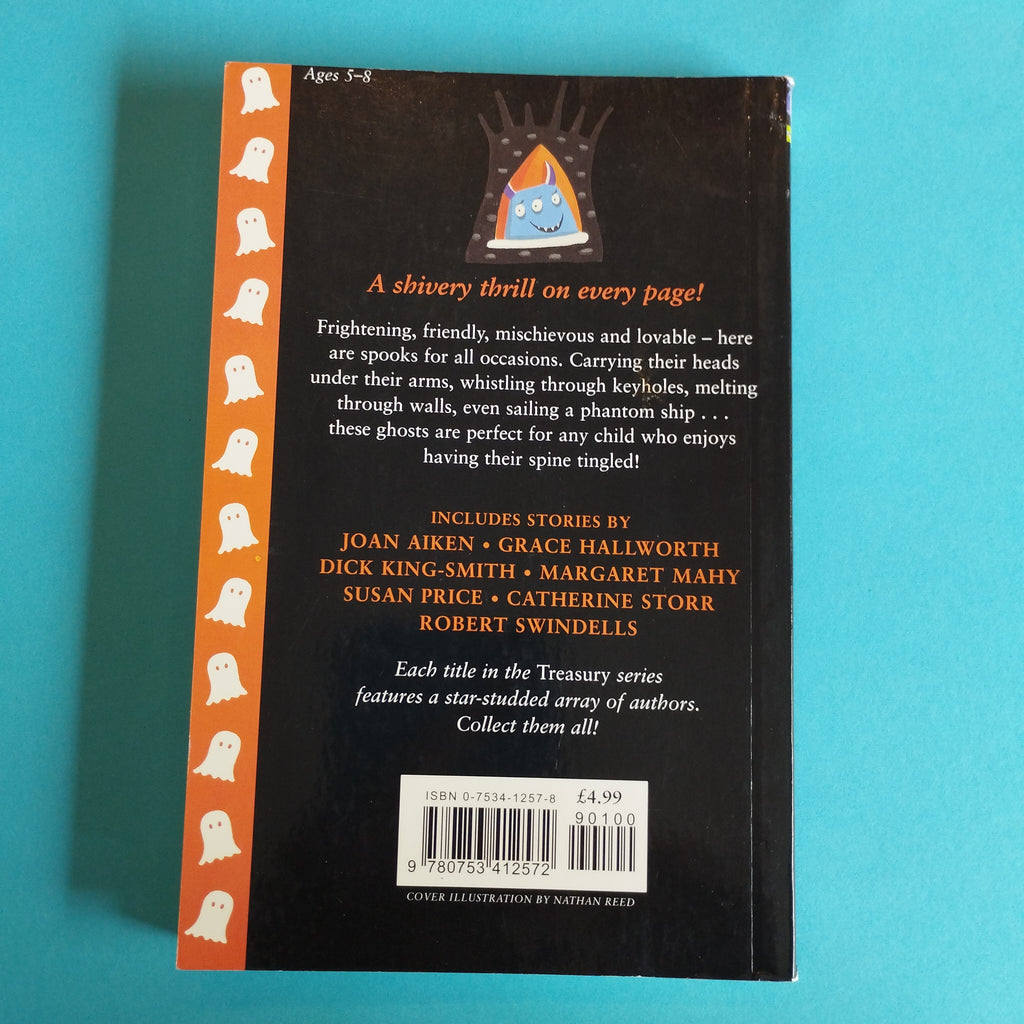 Ages 5–8
A shivery thrill on every page!
Frightening, friendly, mischievous and lovable – here
are spooks for all occasions. Carrying their heads
under their arms, whistling through keyholes, melting
through walls, even sailing a phantom ship . . .
these ghosts are perfect for any child who enjoys
having their spine tingled!
INCLUDES STORIES BY
JOAN AIKEN • GRACE HALLWORTH
DICK KING-SMITH • MARGARET MAHY
SUSAN PRICE • CATHERINE STORR
ROBERT SWINDELLS
Each title in the Treasury series
features a star-studded array of authors.
Collect them all!
ISBN 0-7534-1257-8 £4.99
90100
9 780753 412572
COVER ILLUSTRATION BY NATHAN REED